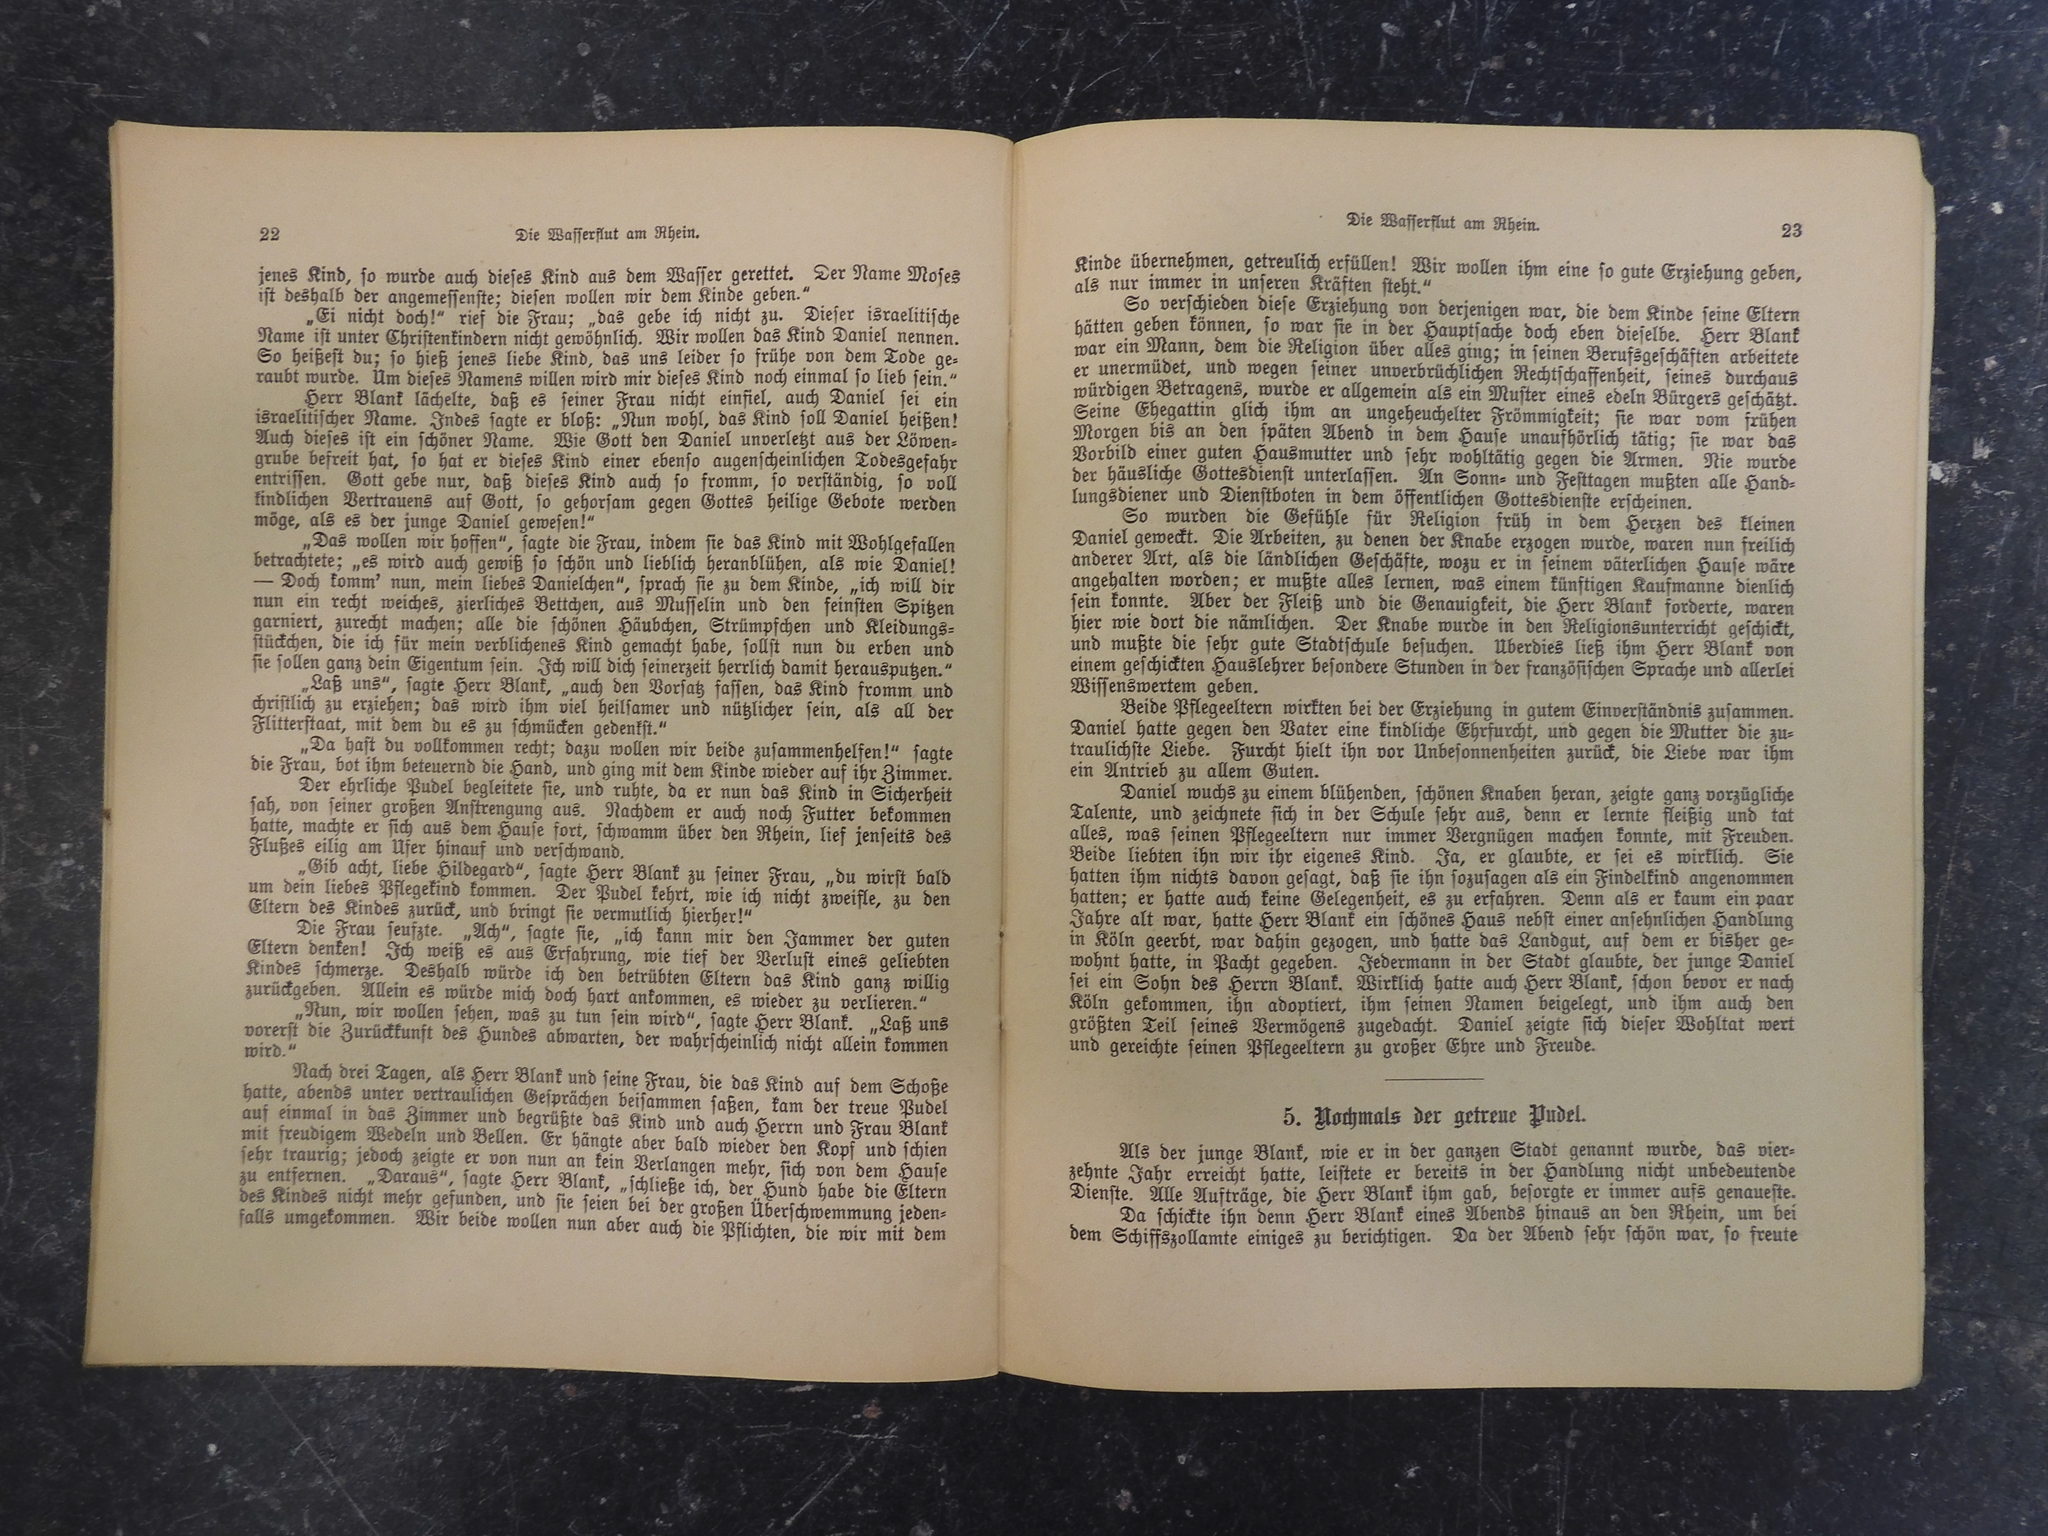 22
Die Wasserflut am Rhein.
jenes Kind, so wurde auch dieses Kind aus dem Wasser gerettet. Der Name Moses
ist deshalb der angemessenste; diesen wollen wir dem Kinde geben.“
„Ei nicht doch!“ rief die Frau; „das gebe ich nicht zu. Dieser israelitische
Name ist unter Christenkindern nicht gewöhnlich. Wir wollen das Kind Daniel nennen.
So heißest du; so hieß jenes liebe Kind, das uns leider so frühe von dem Tode ge-
raubt wurde. Um dieses Namens willen wird mir dieses Kind noch einmal so lieb sein.“
Herr Blank lächelte, daß es seiner Frau nicht einfiel, auch Daniel sei ein
israelitischer Name. Indes sagte er bloß: „Nun wohl, das Kind soll Daniel heißen!
Auch dieses ist ein schöner Name. Wie Gott den Daniel unverletzt aus der Löwen-
grube befreit hat, so hat er dieses Kind einer ebenso augenscheinlichen Todesgefahr
entrissen. Gott gebe nur, daß dieses Kind auch so fromm, so verständig, so voll
kindlichen Vertrauens auf Gott, so gehorsam gegen Gottes heilige Gebote werden
möge, als es der junge Daniel gewesen!“
„Das wollen wir hoffen“, sagte die Frau, indem sie das Kind mit Wohlgefallen
betrachtete; „es wird auch gewiß so schön und lieblich heranblühen, als wie Daniel!
— Doch komm' nun, mein liebes Danielchen“, sprach sie zu dem Kinde, „ich will dir
nun ein recht weiches, zierliches Bettchen, aus Musselin und den feinsten Spitzen
garniert, zurecht machen; alle die schönen Häubchen, Strümpfchen und Kleidungs-
stückchen, die ich für mein verblichenes Kind gemacht habe, sollst nun du erben und
sie sollen ganz dein Eigentum sein. Ich will dich seinerzeit herrlich damit herausputzen.“
„Laß uns“, sagte Herr Blank, „auch den Vorsatz fassen, das Kind fromm und
christlich zu erziehen; das wird ihm viel heilsamer und nützlicher sein, als all der
Flitterstaat, mit dem du es zu schmücken gedenkst.“
„Da hast du vollkommen recht; dazu wollen wir beide zusammenhelfen!“ sagte
die Frau, bot ihm beteuernd die Hand, und ging mit dem Kinde wieder auf ihr Zimmer.
Der ehrliche Pudel begleitete sie, und ruhte, da er nun das Kind in Sicherheit
sah, von seiner großen Anstrengung aus. Nachdem er auch noch Futter bekommen
hatte, machte er sich aus dem Hause fort, schwamm über den Rhein, lief jenseits des
Flußes eilig am Ufer hinauf und verschwand.
„Gib acht, liebe Hildegard“, sagte Herr Blank zu seiner Frau, „du wirst bald
um dein liebes Pflegekind kommen. Der Pudel kehrt, wie ich nicht zweifle, zu den
Eltern des Kindes zurück, und bringt sie vermutlich hierher!“
Die Frau seufzte. „Ach“, sagte sie, „ich kann mir den Jammer der guten
Eltern denken! Ich weiß es aus Erfahrung, wie tief der Verlust eines geliebten
Kindes schmerze. Deshalb würde ich den betrübten Eltern das Kind ganz willig
zurückgeben. Allein es würde mich doch hart ankommen, es wieder zu verlieren.“
„Nun, wir wollen sehen, was zu tun sein wird“, sagte Herr Blank. „Laß uns
vorerst die Zurückkunft des Hundes abwarten, der wahrscheinlich nicht allein kommen
wird.“
Nach drei Tagen, als Herr Blank und seine Frau, die das Kind auf dem Schoße
hatte, abends unter vertraulichen Gesprächen beisammen saßen, kam der treue Pudel
auf einmal in das Zimmer und begrüßte das Kind und auch Herrn und Frau Blank
mit freudigem Wedeln und Bellen. Er hängte aber bald wieder den Kopf und schien
sehr traurig; jedoch zeigte er von nun an kein Verlangen mehr, sich von dem Hause
zu entfernen. „Daraus“, sagte Herr Blank, „schließe ich, der Hund habe die Eltern
des Kindes nicht mehr gefunden, und sie seien bei der großen Überschwemmung jeden-
falls umgekommen. Wir beide wollen nun aber auch die Pflichten, die wir mit dem
Die Wasserflut am Rhein.
23
Kinde übernehmen, getreulich erfüllen! Wir wollen ihm eine so gute Erziehung geben,
als nur immer in unseren Kräften steht.“
So verschieden diese Erziehung von derjenigen war, die dem Kinde seine Eltern
hätten geben können, so war sie in der Hauptsache doch eben dieselbe. Herr Blank
war ein Mann, dem die Religion über alles ging; in seinen Berufsgeschäften arbeitete
er unermüdet, und wegen seiner unverbrüchlichen Rechtschaffenheit, seines durchaus
würdigen Betragens, wurde er allgemein als ein Muster eines edeln Bürgers geschätzt.
Seine Ehegattin glich ihm an ungeheuchelter Frömmigkeit; sie war vom frühen
Morgen bis an den späten Abend in dem Hause unaufhörlich tätig; sie war das
Vorbild einer guten Hausmutter und sehr wohltätig gegen die Armen. Nie wurde
der häusliche Gottesdienst unterlassen. An Sonn- und Festtagen mußten alle Hand-
lungsdiener und Dienstboten in dem öffentlichen Gottesdienste erscheinen.
So wurden die Gefühle für Religion früh in dem Herzen des kleinen
Daniel geweckt. Die Arbeiten, zu denen der Knabe erzogen wurde, waren nun freilich
anderer Art, als die ländlichen Geschäfte, wozu er in seinem väterlichen Hause wäre
angehalten worden; er mußte alles lernen, was einem künftigen Kaufmanne dienlich
sein konnte. Aber der Fleiß und die Genauigkeit, die Herr Blank forderte, waren
hier wie dort die nämlichen. Der Knabe wurde in den Religionsunterricht geschickt,
und mußte die sehr gute Stadtschule besuchen. Überdies ließ ihm Herr Blank von
einem geschickten Hauslehrer besondere Stunden in der französischen Sprache und allerlei
Wissenswertem geben.
Beide Pflegeeltern wirkten bei der Erziehung in gutem Einverständnis zusammen.
Daniel hatte gegen den Vater eine kindliche Ehrfurcht, und gegen die Mutter die zu-
traulichste Liebe. Furcht hielt ihn vor Unbesonnenheiten zurück, die Liebe war ihm
ein Antrieb zu allem Guten.
Daniel wuchs zu einem blühenden, schönen Knaben heran, zeigte ganz vorzügliche
Talente, und zeichnete sich in der Schule sehr aus, denn er lernte fleißig und tat
alles, was seinen Pflegeeltern nur immer Vergnügen machen konnte, mit Freuden.
Beide liebten ihn wir ihr eigenes Kind. Ja, er glaubte, er sei es wirklich. Sie
hatten ihm nichts davon gesagt, daß sie ihn sozusagen als ein Findelkind angenommen
hatten; er hatte auch keine Gelegenheit, es zu erfahren. Denn als er kaum ein paar
Jahre alt war, hatte Herr Blank ein schönes Haus nebst einer ansehnlichen Handlung
in Köln geerbt, war dahin gezogen, und hatte das Landgut, auf dem er bisher ge-
wohnt hatte, in Pacht gegeben. Jedermann in der Stadt glaubte, der junge Daniel
sei ein Sohn des Herrn Blank. Wirklich hatte auch Herr Blank, schon bevor er nach
Köln gekommen, ihn adoptiert, ihm seinen Namen beigelegt, und ihm auch den
größten Teil seines Vermögens zugedacht. Daniel zeigte sich dieser Wohltat wert
und gereichte seinen Pflegeeltern zu großer Ehre und Freude.
5. Nochmals der getreue Pudel.
Als der junge Blank, wie er in der ganzen Stadt genannt wurde, das vier-
zehnte Jahr erreicht hatte, leistete er bereits in der Handlung nicht unbedeutende
Dienste. Alle Aufträge, die Herr Blank ihm gab, besorgte er immer aufs genaueste.
Da schickte ihn denn Herr Blank eines Abends hinaus an den Rhein, um bei
dem Schiffszollamte einiges zu berichtigen. Da der Abend sehr schön war, so freute